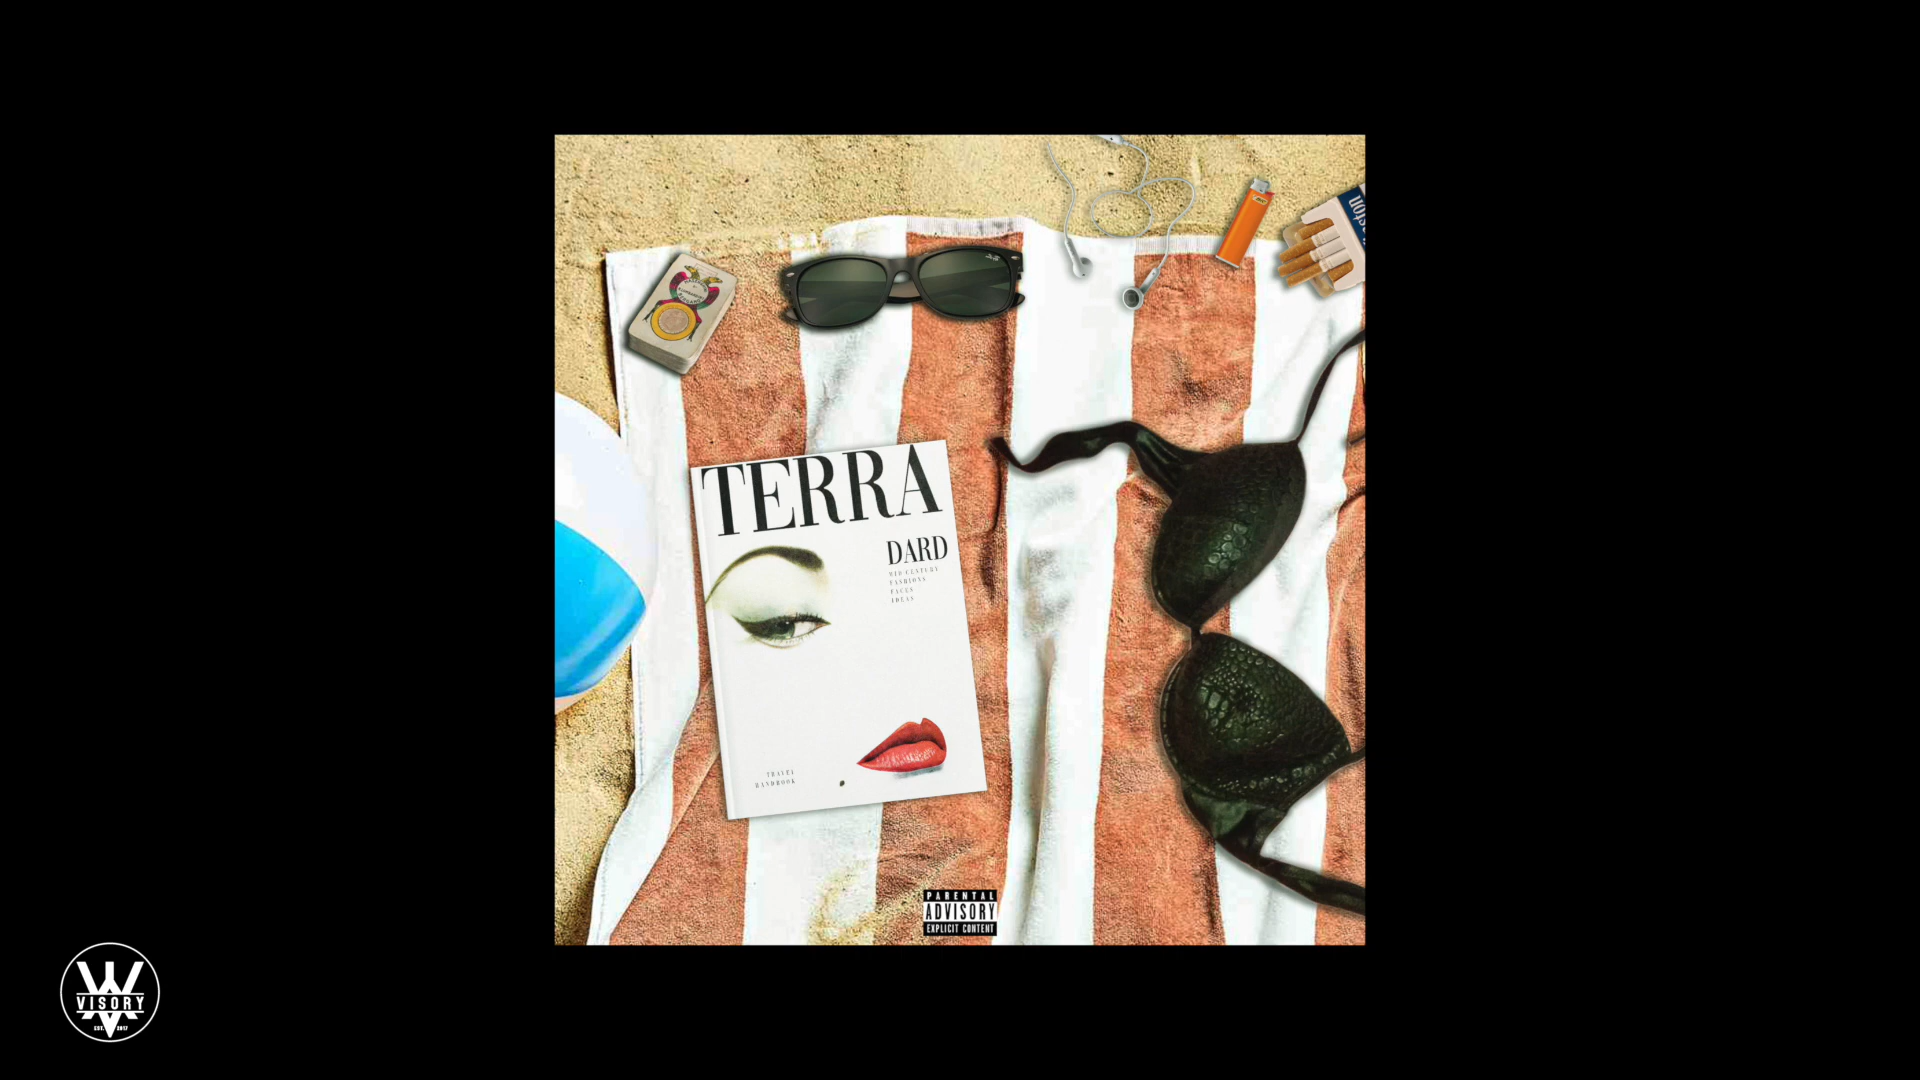 TERRA
DARD
MID-CENTURY
FASHIONS
FACES
IDEAS
TRAVEL
HANDBOOK
PARENTAL
ADVISORY
EXPLICIT CONTENT
VISORY
EST. 2017